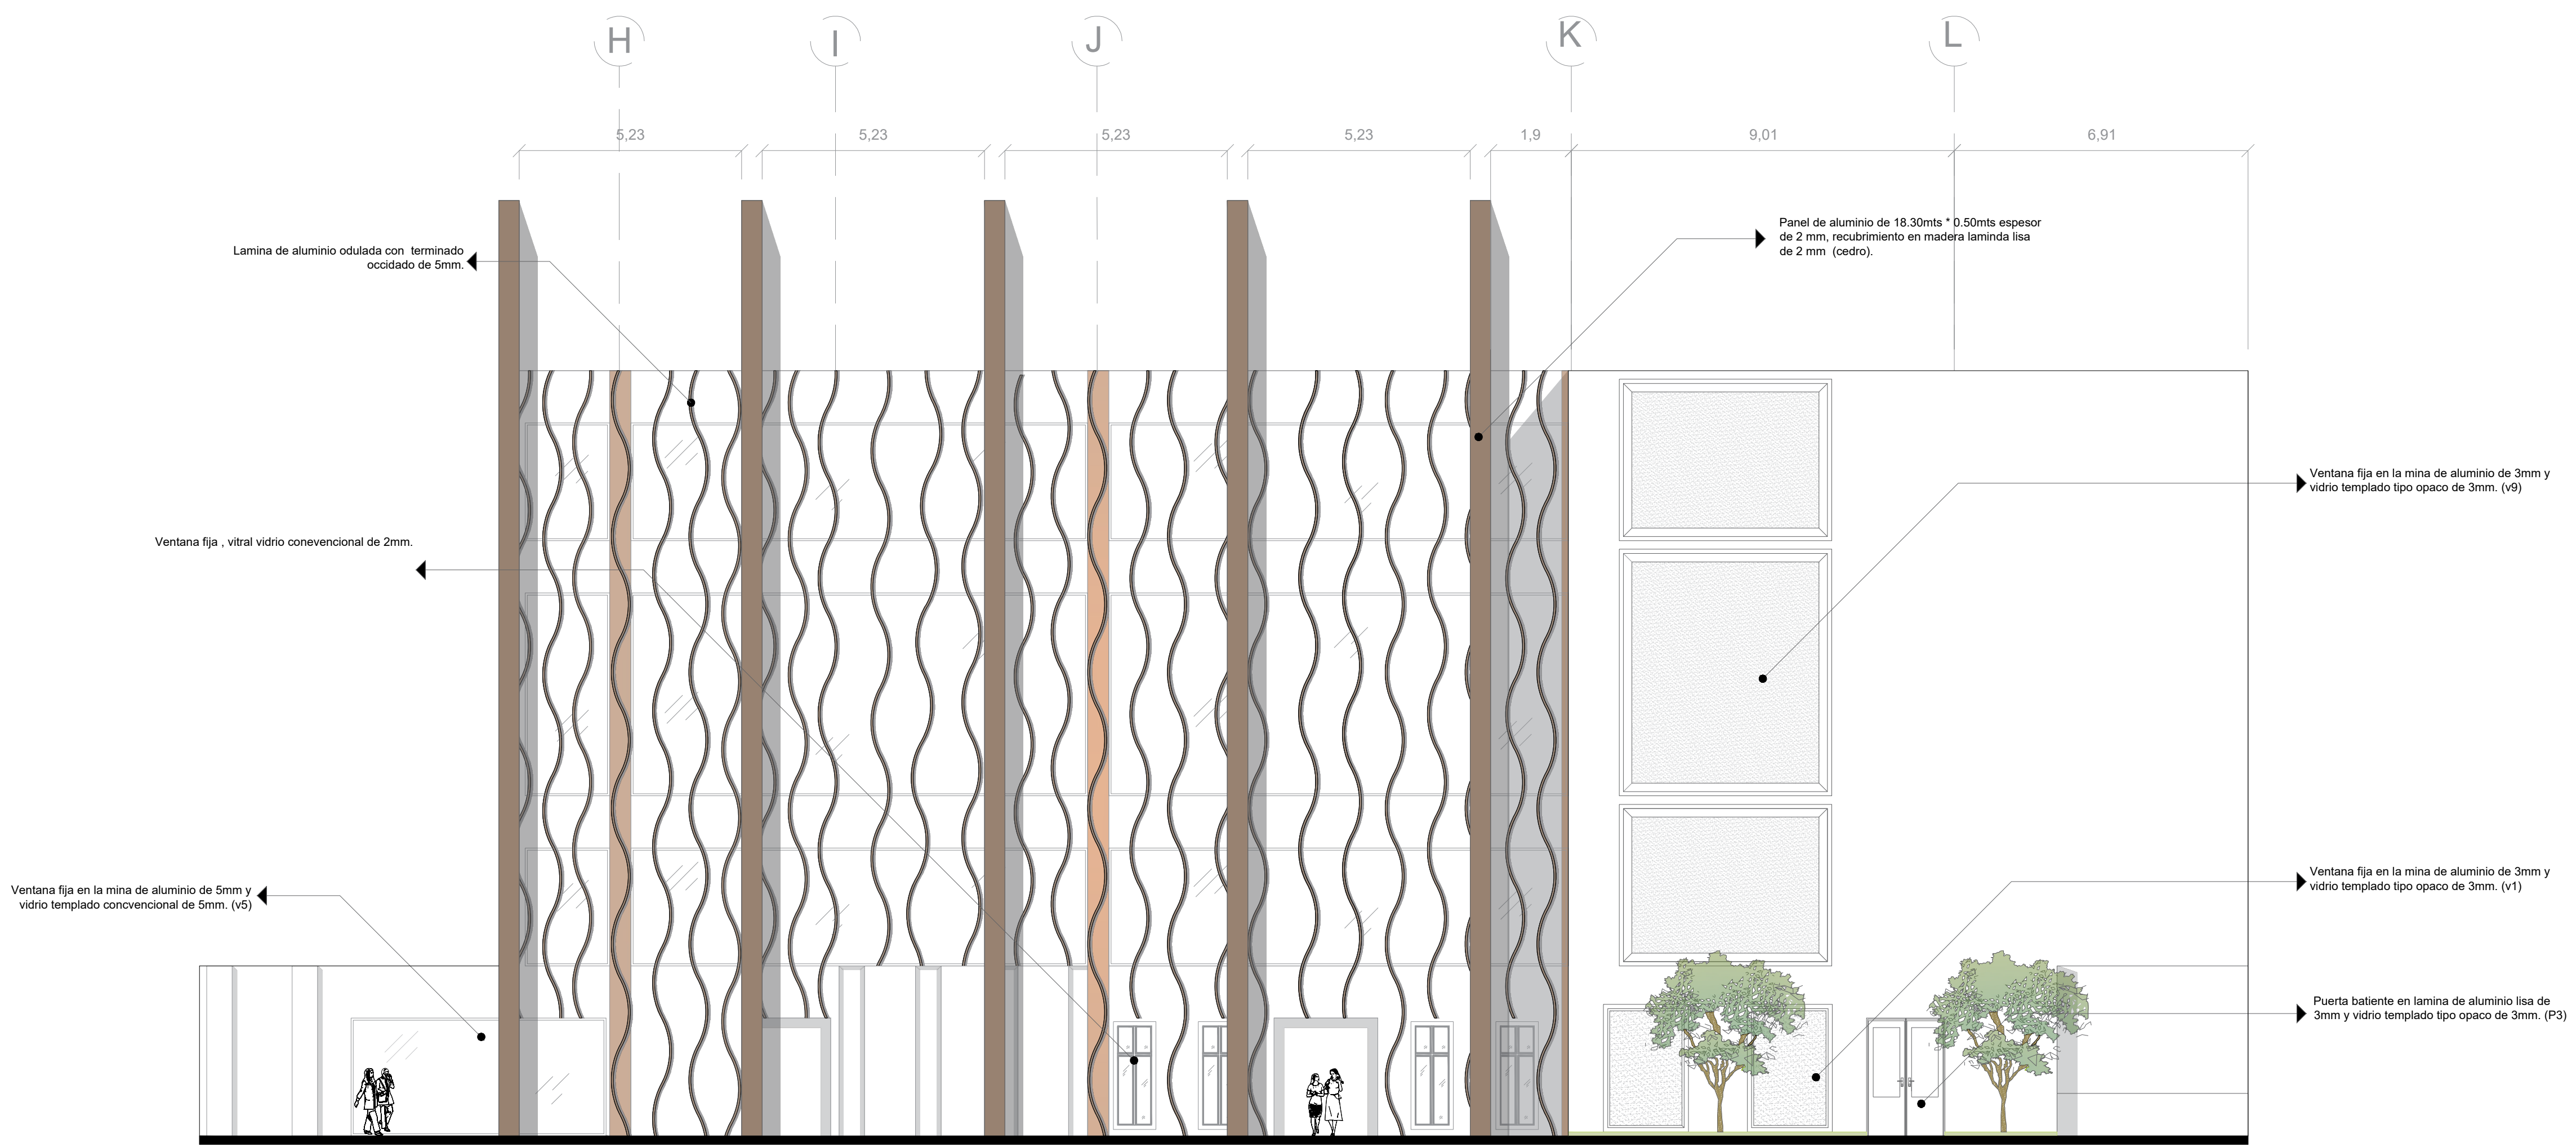 H
I
J
K
L
5,23
5,23
5,23
5,23
1,9
9,01
6,91
Lamina de aluminio odulada con terminado
occidado de 5mm.
Panel de aluminio de 18.30mts * 0.50mts espesor
de 2 mm, recubrimiento en madera laminda lisa
de 2 mm (cedro).
Ventana fija en la mina de aluminio de 3mm y
vidrio templado tipo opaco de 3mm. (v9)
Ventana fija , vitral vidrio conevencional de 2mm.
Ventana fija en la mina de aluminio de 5mm y
vidrio templado concvencional de 5mm. (v5)
Ventana fija en la mina de aluminio de 3mm y
vidrio templado tipo opaco de 3mm. (v1)
Puerta batiente en lamina de aluminio lisa de
3mm y vidrio templado tipo opaco de 3mm. (P3)